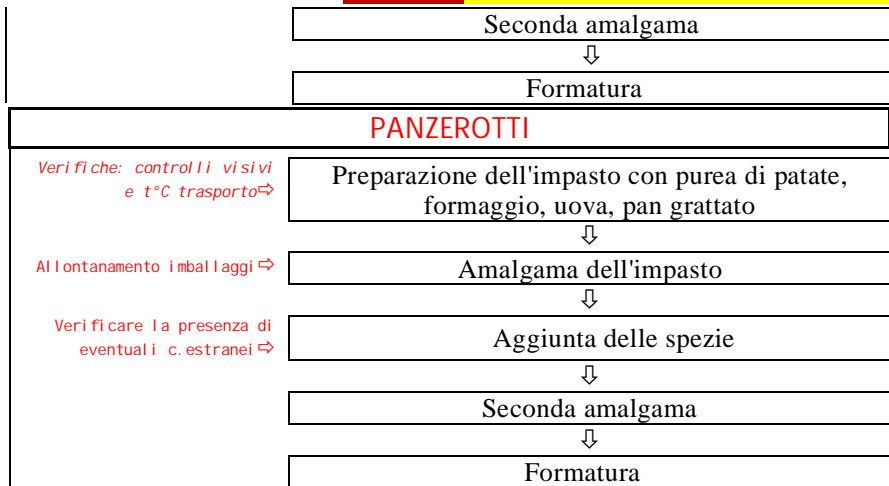 Seconda amalgama
⇩
Formatura
PANZEROTTI
Verifiche: controlli visivi
e t°C trasporto⇨
Preparazione dell'impasto con purea di patate,
formaggio, uova, pan grattato
⇩
Allontanamento imballaggi⇨
Amalgama dell'impasto
⇩
Verificare la presenza di
eventuali c.estranei⇨
Aggiunta delle spezie
⇩
Seconda amalgama
⇩
Formatura